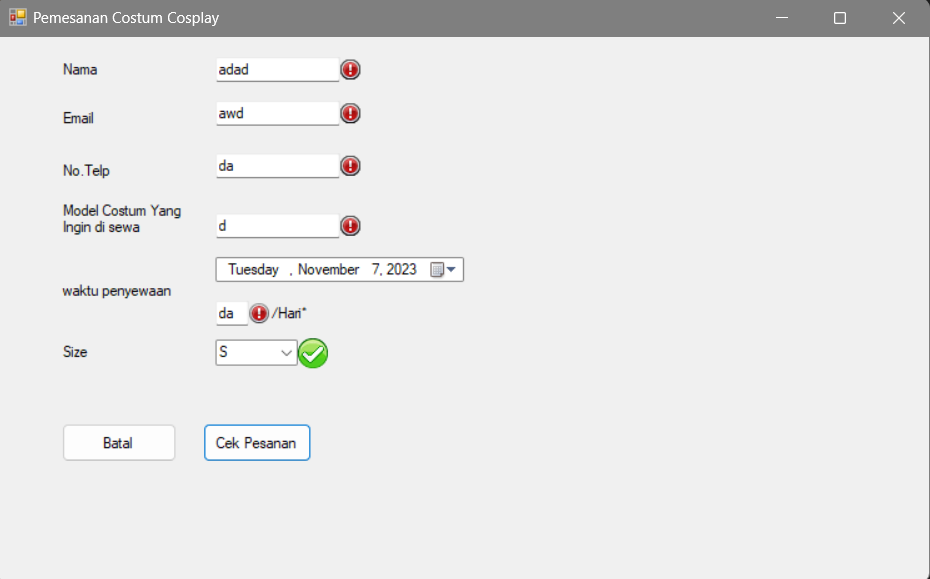 Pemesanan Costum Cosplay
Nama adad
Email awd
No.Telp da
Model Costum Yang
Ingin di sewa d
Tuesday , November 7, 2023
waktu penyewaan
da /Hari*
Size S
Batal Cek Pesanan